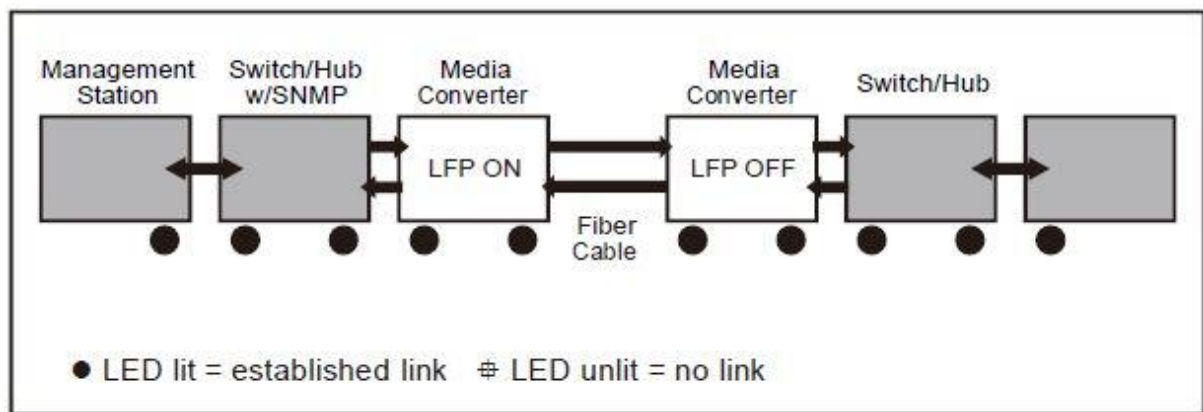 Management
Station
Switch/Hub
w/SNMP
Media
Converter
Media
Converter
Switch/Hub
LFP ON
LFP OFF
Fiber
Cable
LED lit = established link
LED unlit = no link